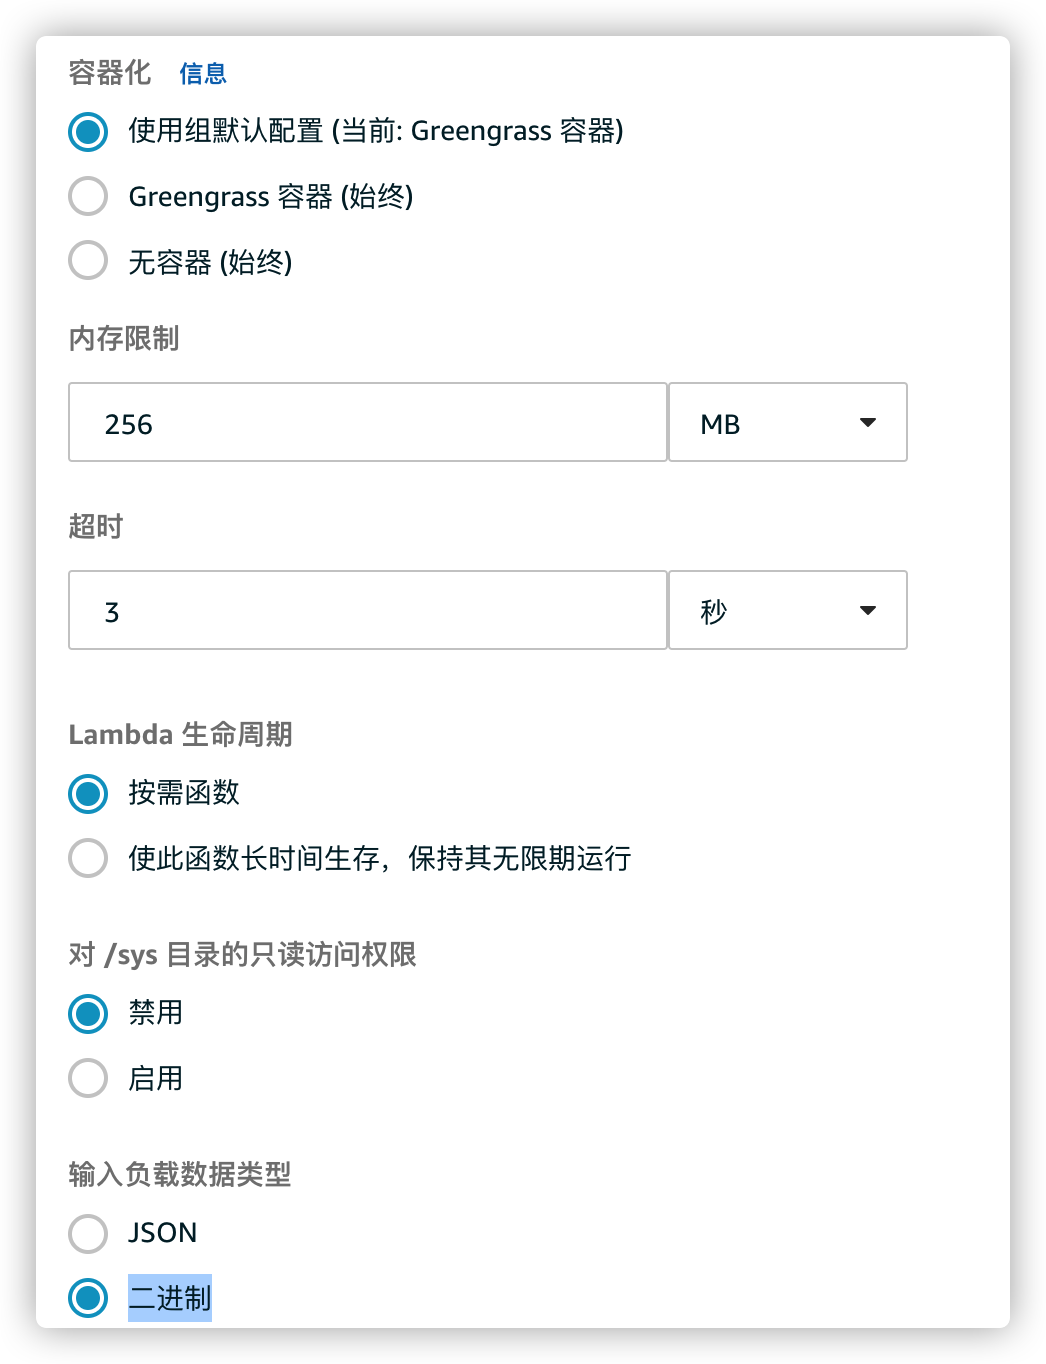 容器化 信息
使用组默认配置 (当前: Greengrass 容器)
Greengrass 容器 (始终)
无容器 (始终)
内存限制
256 MB
超时
3 秒
Lambda 生命周期
按需函数
使此函数长时间生存，保持其无限期运行
对 /sys 目录的只读访问权限
禁用
启用
输入负载数据类型
JSON
二进制